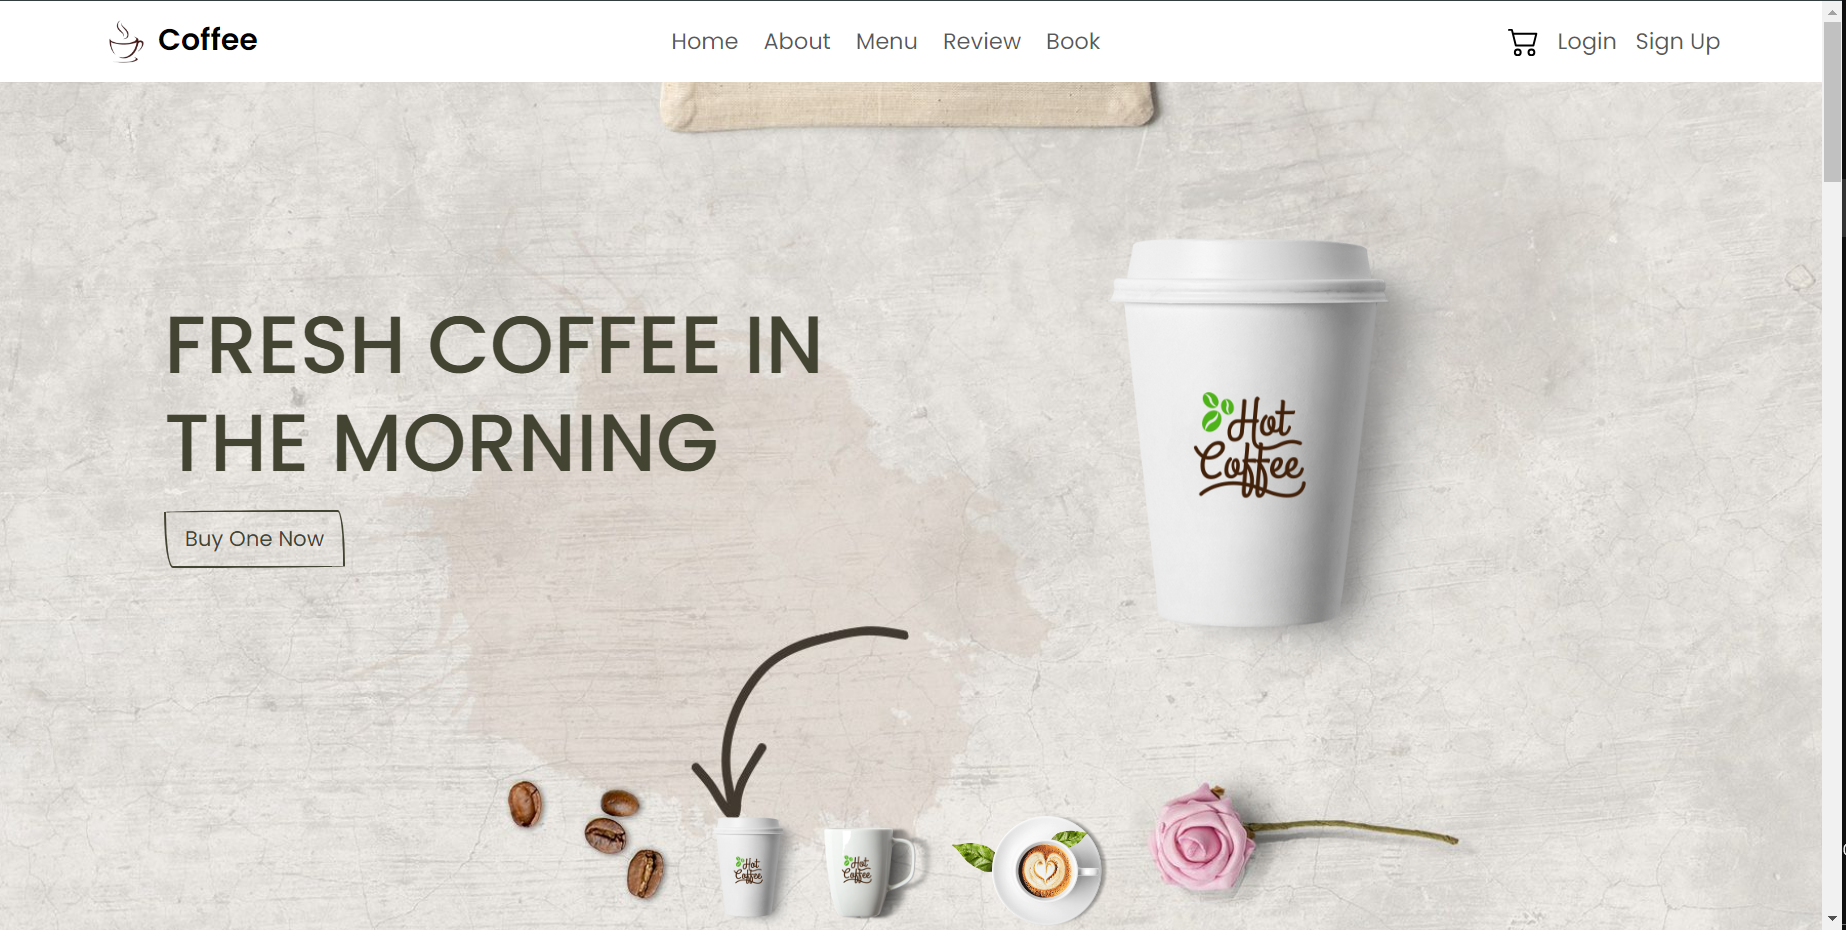 Coffee
Home About Menu Review Book
Login Sign Up
FRESH COFFEE IN
THE MORNING
Buy One Now
Hot
Coffee
Hot
Coffee
Hot
Coffee